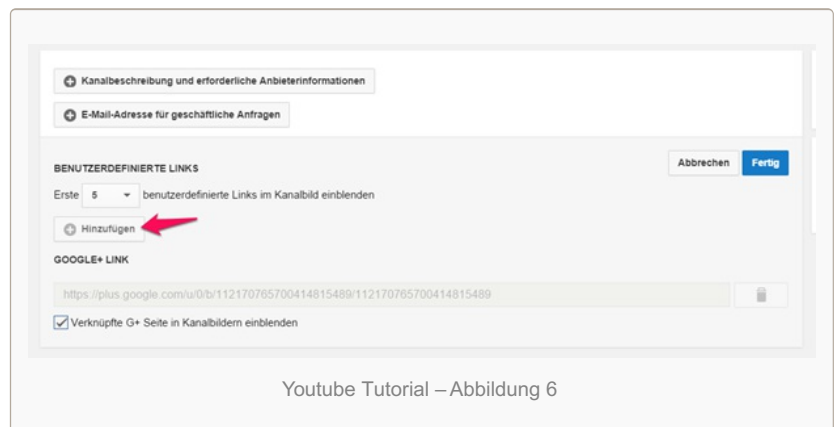 Kanalbeschreibung und erforderliche Anbieterinformationen
E-Mail-Adresse für geschäftliche Anfragen
BENUTZERDEFINIERTE LINKS
Abbrechen Fertig
Erste 5 benutzerdefinierte Links im Kanalbild einblenden
Hinzufügen
GOOGLE+ LINK
https://plus.google.com/u/0/b/112170765700414815489/112170765700414815489
Verknüpfte G+ Seite in Kanalbildern einblenden
Youtube Tutorial – Abbildung 6